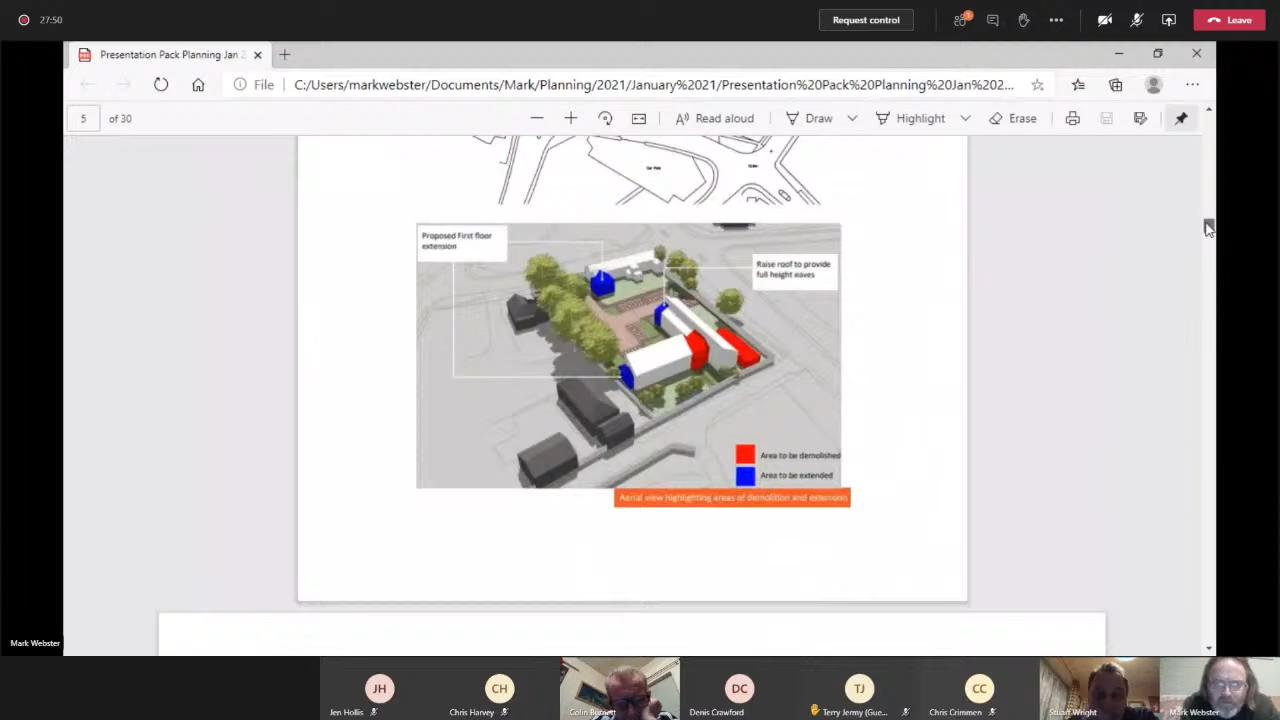 27:50
Request control
1
Leave
Presentation Pack Planning Jan 2
File
C:/Users/markwebster/Documents/Mark/Planning/2021/January%2021/Presentation%20Pack%20Planning%20Jan%202...
5
of 30
Read aloud
Draw
Highlight
Erase
Car Park
Proposed First floor
extension
Raise roof to provide
full height eaves
Area to be demolished
Area to be extended
Aerial view highlighting areas of demolition and extension
Mark Webster
JH
CH
DC
TJ
CC
Jen Hollis
Chris Harvey
Colin
Denis Crawford
Terry Jermy (Gue...
Chris Crimmen
Stuart Wright
Mark Webster